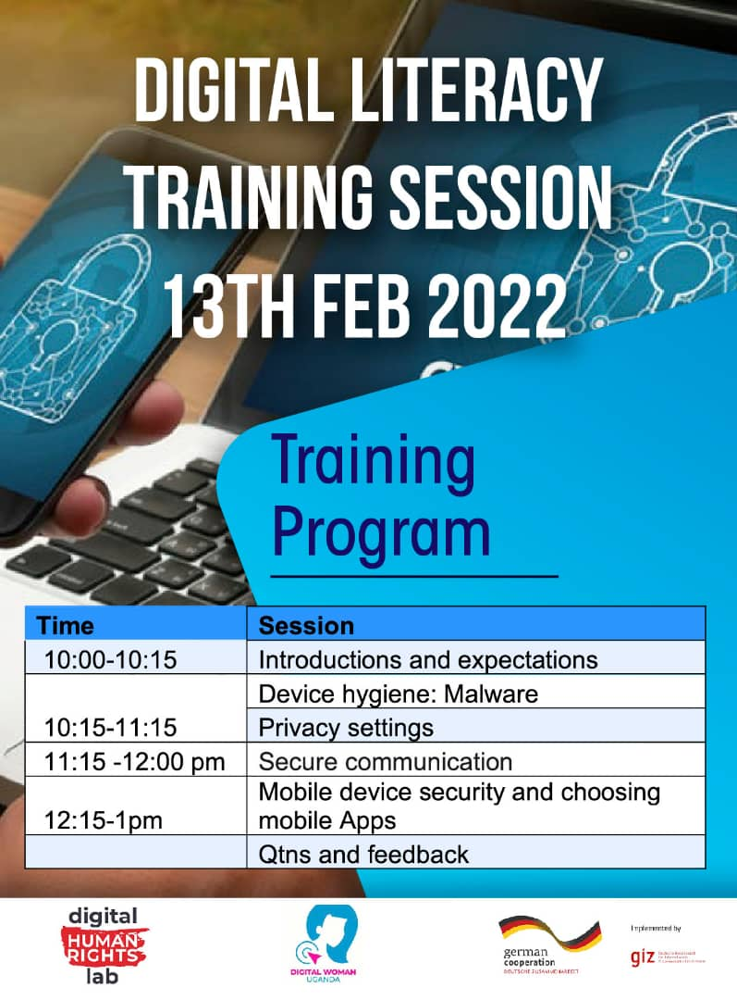 DIGITAL LITERACY
TRAINING SESSION
13TH FEB 2022
Training
Program
Time Session
10:00-10:15 Introductions and expectations
Device hygiene: Malware
10:15-11:15 Privacy settings
11:15 -12:00 pm Secure communication
Mobile device security and choosing
12:15-1pm mobile Apps
Qtns and feedback
digital
HUMAN
RIGHTS
lab
DIGITAL WOMAN
UGANDA
german
cooperation
DEUTSCHE ZUSAMMENARBEIT
Implemented by
giz